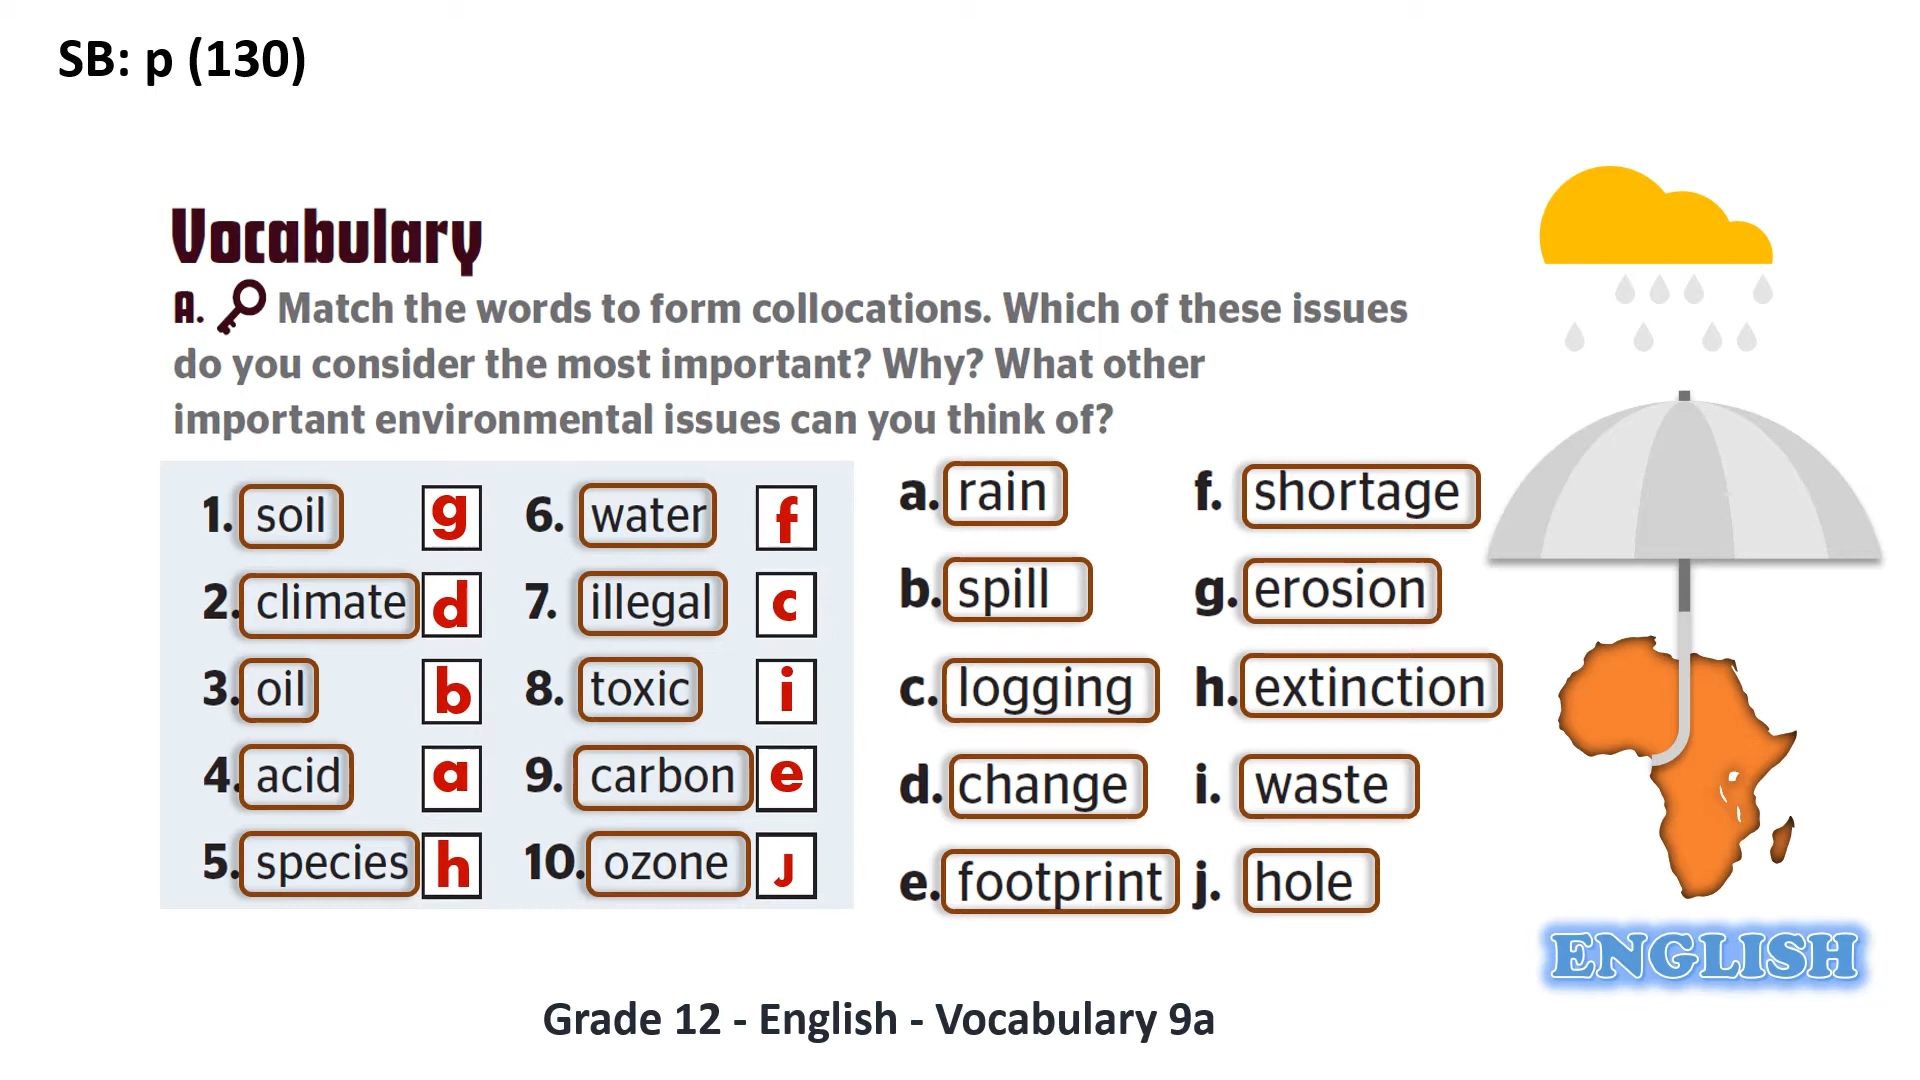 SB: p (130)
Vocabulary
A. Match the words to form collocations. Which of these issues
do you consider the most important? Why? What other
important environmental issues can you think of?
1. soil g
2. climate d
3. oil b
4. acid a
5. species h
6. water f
7. illegal c
8. toxic i
9. carbon e
10. ozone J
a. rain
b. spill
c. logging
d. change
e. footprint
f. shortage
g. erosion
h. extinction
i. waste
j. hole
ENGLISH
Grade 12 - English - Vocabulary 9a